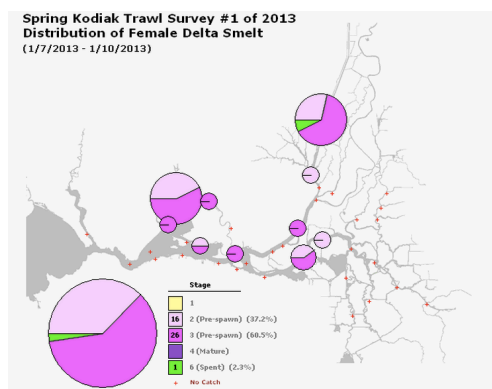 Spring Kodiak Trawl Survey #1 of 2013
Distribution of Female Delta Smelt
(1/7/2013 - 1/10/2013)
Stage
1
16 2 (Pre-spawn) (37.2%)
26 3 (Pre-spawn) (60.5%)
4 (Mature)
1 6 (Spent) (2.3%)
+ No Catch